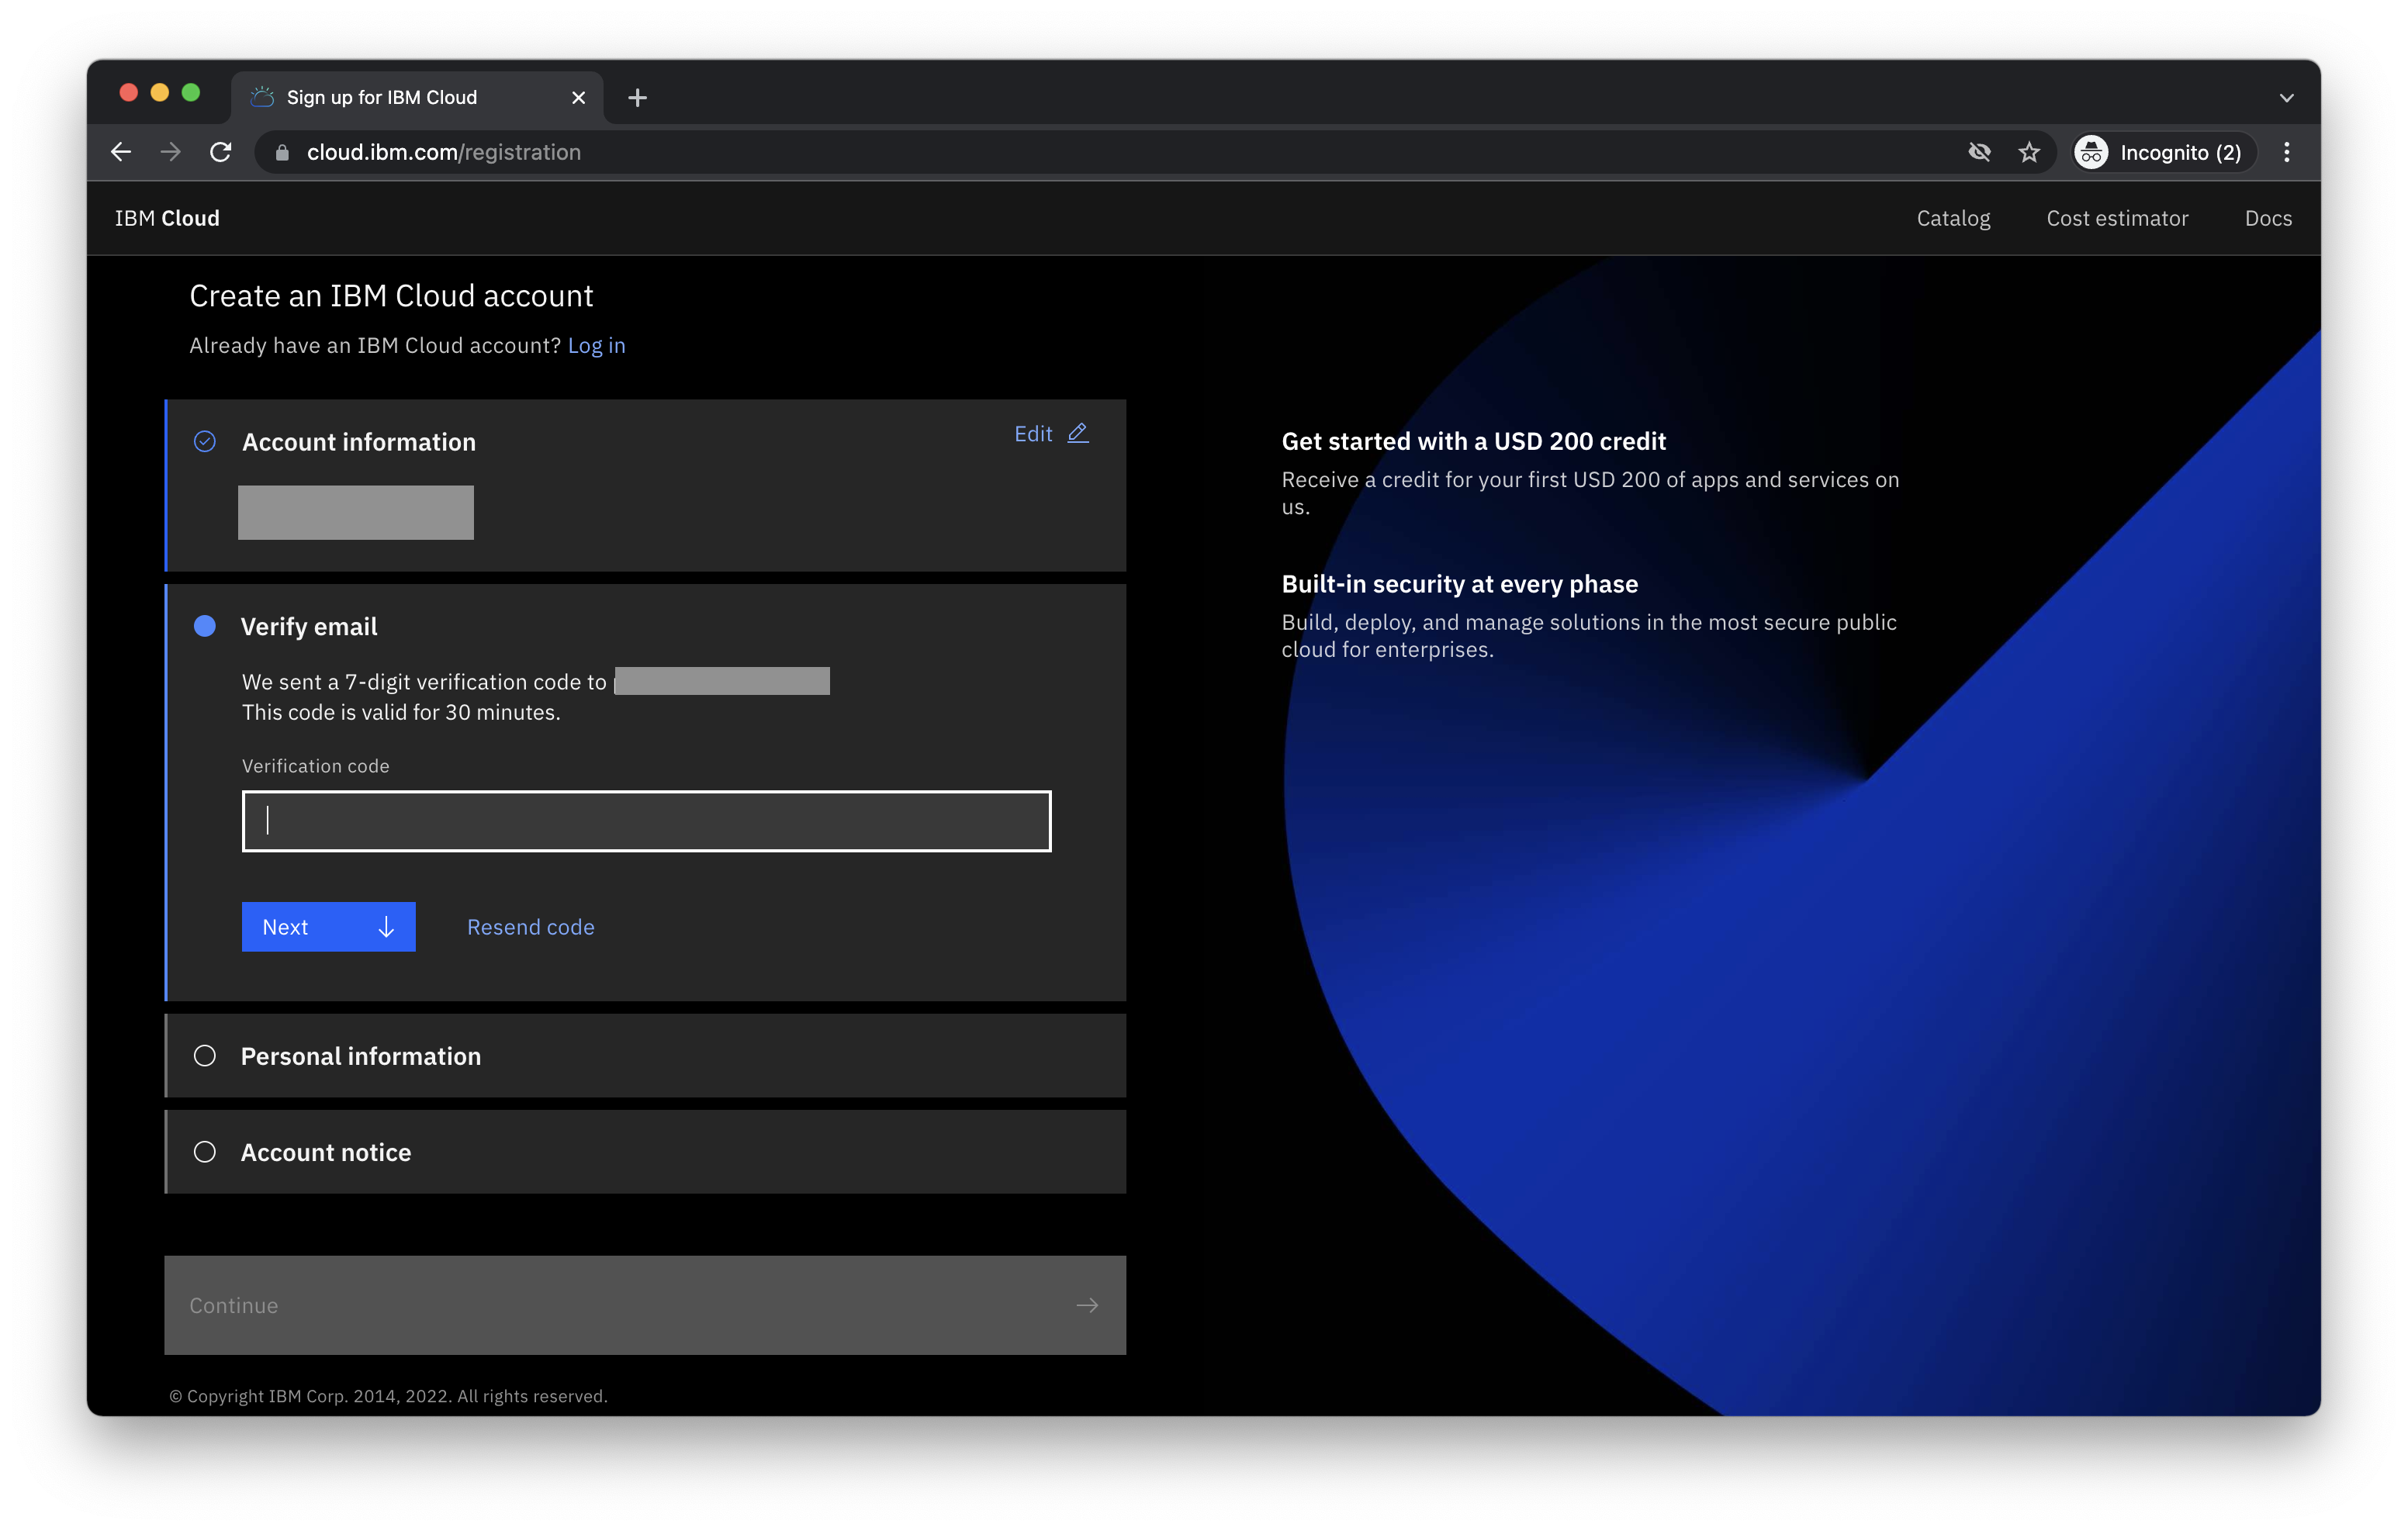 Sign up for IBM Cloud
cloud.ibm.com/registration
Incognito (2)
IBM Cloud
Catalog
Cost estimator
Docs
Create an IBM Cloud account
Already have an IBM Cloud account? Log in
Account information
Edit
Verify email
We sent a 7-digit verification code to
This code is valid for 30 minutes.
Verification code
Next
Resend code
Personal information
Account notice
Continue
© Copyright IBM Corp. 2014, 2022. All rights reserved.
Get started with a USD 200 credit
Receive a credit for your first USD 200 of apps and services on
us.
Built-in security at every phase
Build, deploy, and manage solutions in the most secure public
cloud for enterprises.